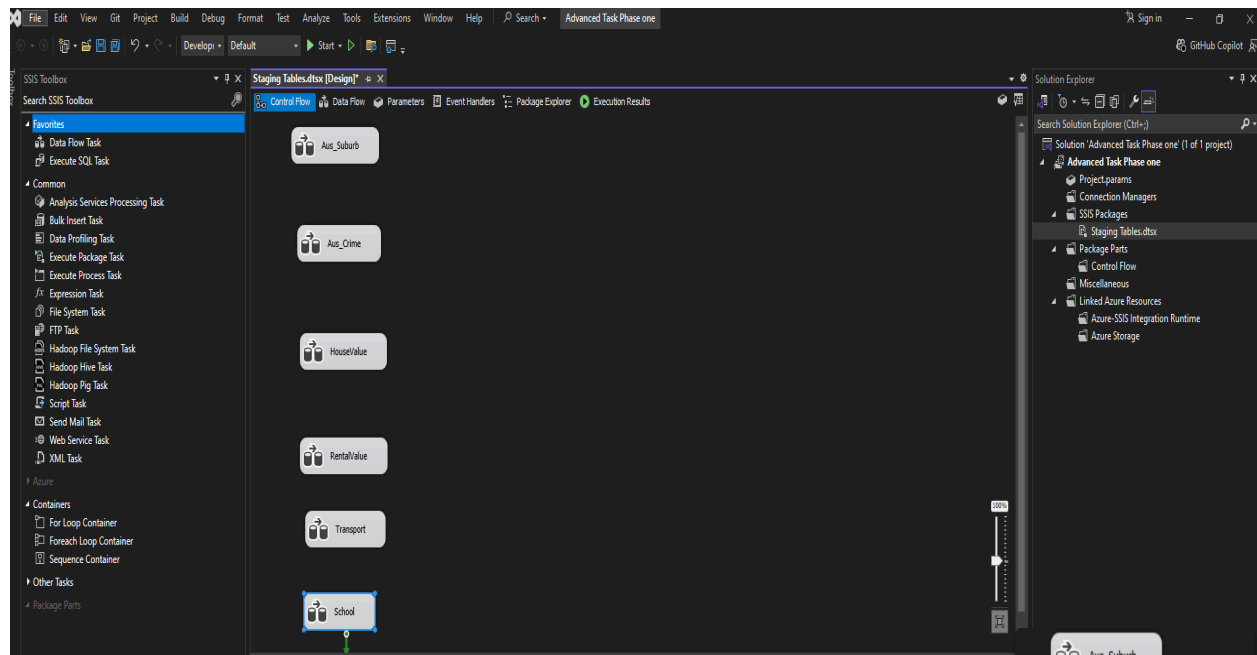 File Edit View Git Project Build Debug Format Test Analyze Tools Extensions Window Help Search Advanced Task Phase one Sign in
Develop Default Start GitHub Copilot
SSIS Toolbox
Search SSIS Toolbox
Favorites
Data Flow Task
Execute SQL Task
Common
Analysis Services Processing Task
Bulk Insert Task
Data Profiling Task
Execute Package Task
Execute Process Task
Expression Task
File System Task
FTP Task
Hadoop File System Task
Hadoop Hive Task
Hadoop Pig Task
Script Task
Send Mail Task
Web Service Task
XML Task
Azure
Containers
For Loop Container
Foreach Loop Container
Sequence Container
Other Tasks
Package Parts
Staging Tables.dtsx [Design]*
Control Flow Data Flow Parameters Event Handlers Package Explorer Execution Results
Aus_Suburb
Aus_Crime
HouseValue
RentalValue
Transport
School
100%
Solution Explorer
Search Solution Explorer (Ctrl+;)
Solution 'Advanced Task Phase one' (1 of 1 project)
Advanced Task Phase one
Project.params
Connection Managers
SSIS Packages
Staging Tables.dtsx
Package Parts
Control Flow
Miscellaneous
Linked Azure Resources
Azure-SSIS Integration Runtime
Azure Storage
Aus_Suburb